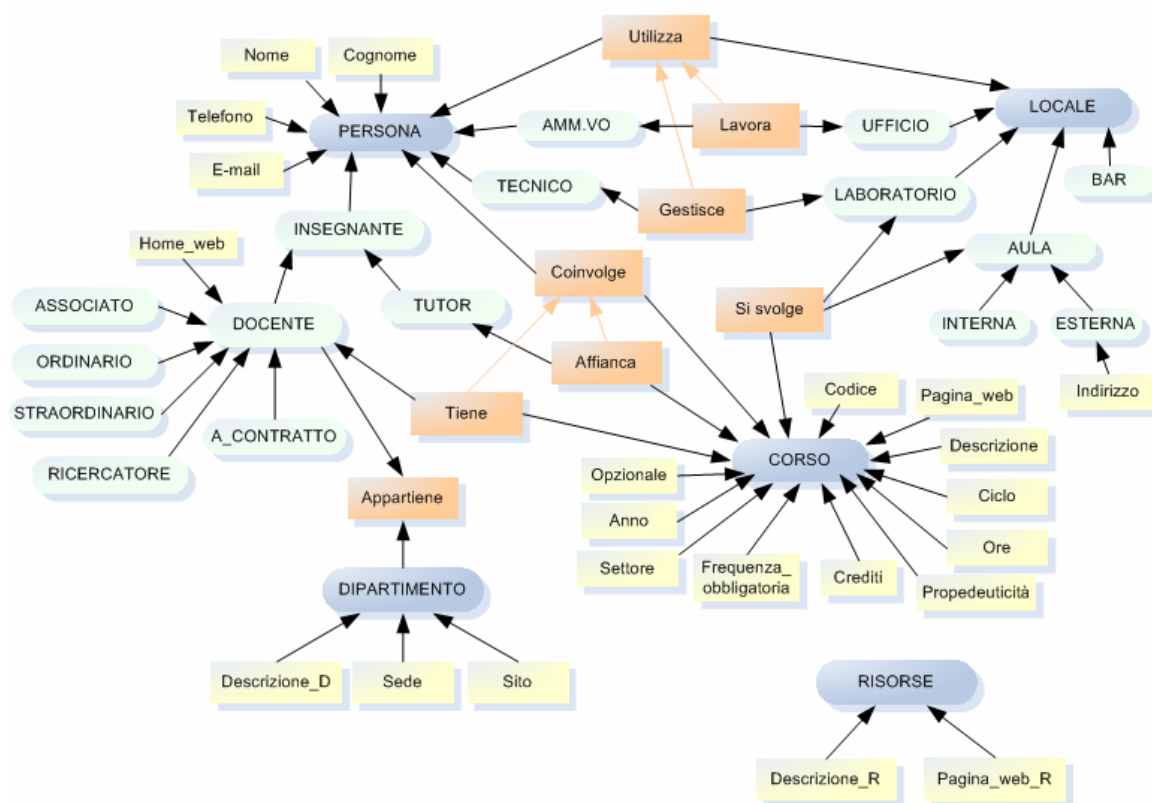 Utilizza
Nome
Cognome
LOCALE
Telefono
PERSONA
AMM.VO
Lavora
UFFICIO
E-mail
TECNICO
LABORATORIO
BAR
Gestisce
INSEGNANTE
Home_web
AULA
Coinvolge
ASSOCIATO
TUTOR
Si svolge
DOCENTE
INTERNA
ESTERNA
ORDINARIO
Affianca
STRAORDINARIO
Tiene
Codice
Pagina_web
Indirizzo
A_CONTRATTO
Descrizione
RICERCATORE
CORSO
Opzionale
Appartiene
Ciclo
Anno
Ore
Settore
Frequenza_
obbligatoria
Crediti
Propedeuticità
DIPARTIMENTO
Descrizione_D
Sede
Sito
RISORSE
Descrizione_R
Pagina_web_R